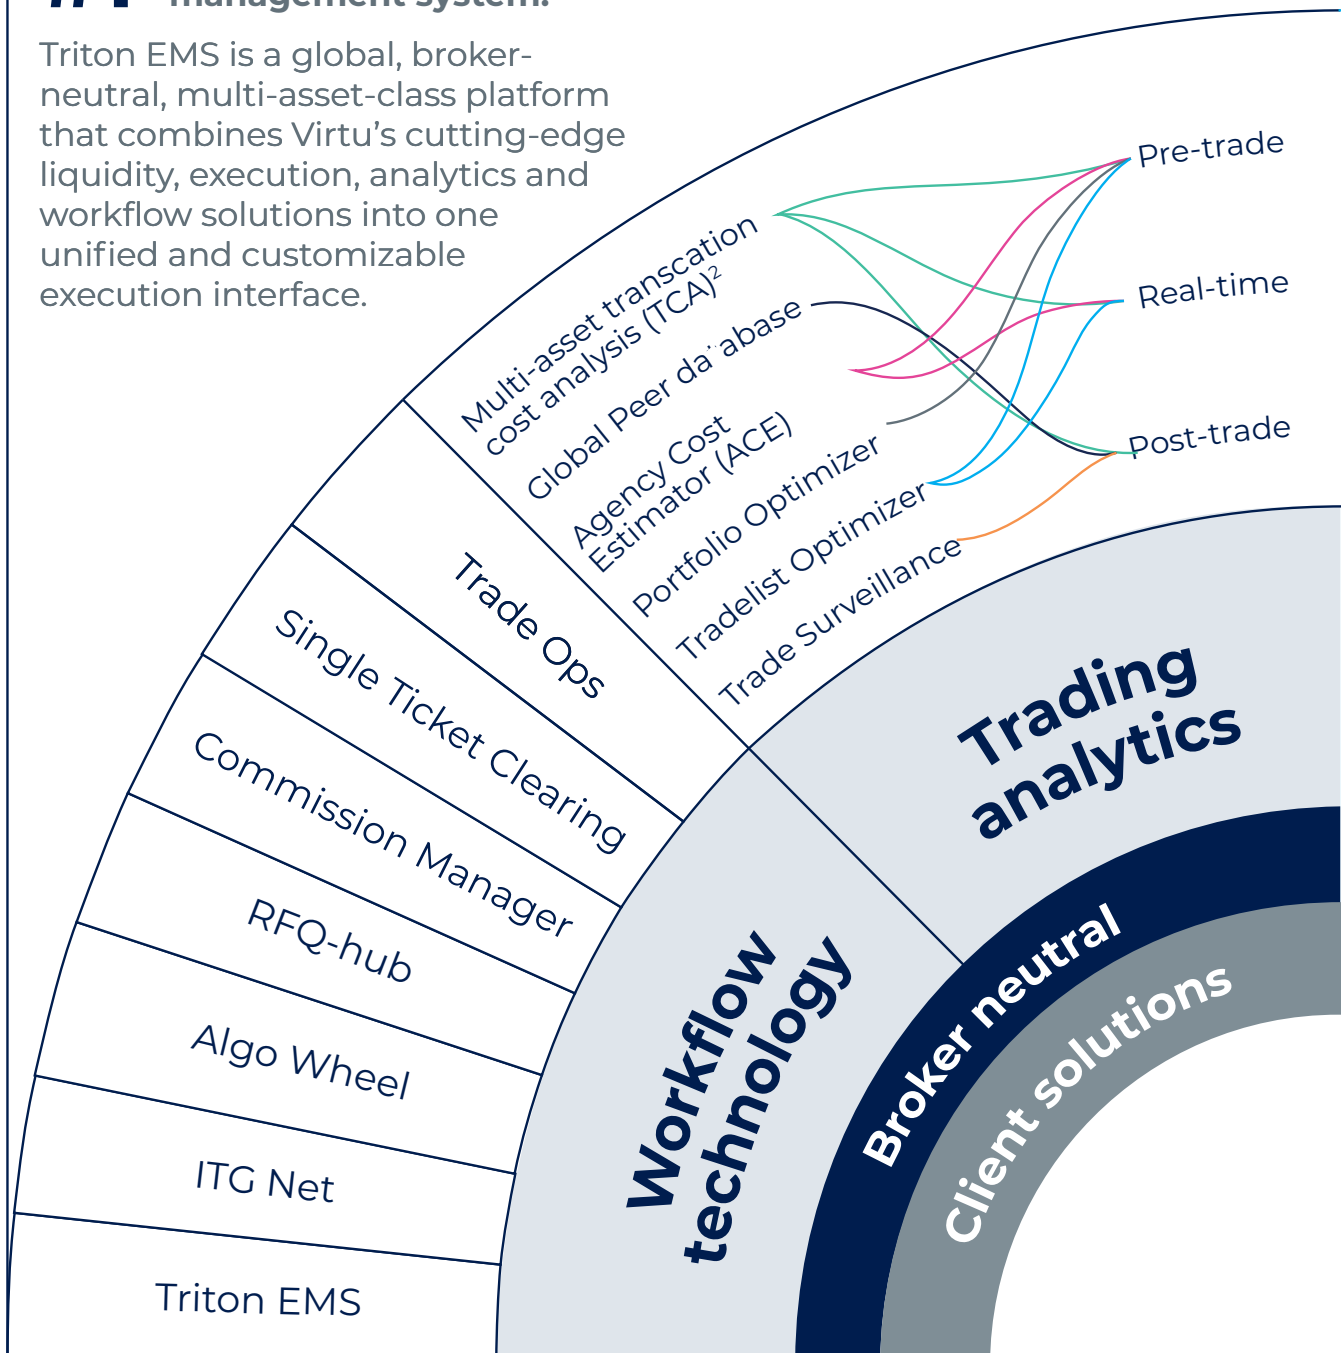 management system.
Triton EMS is a global, broker-
neutral, multi-asset-class platform
that combines Virtu’s cutting-edge
liquidity, execution, analytics and
workflow solutions into one
unified and customizable
execution interface.
Multi-asset transcation
cost analysis (TCA)²
Global Peer database
Agency Cost
Estimator (ACE)
Portfolio Optimizer
Tradelist Optimizer
Trade Surveillance
Pre-trade
Real-time
Post-trade
Trading
analytics
Trade Ops
Single Ticket Clearing
Commission Manager
RFQ-hub
Algo Wheel
ITG Net
Triton EMS
Workflow
technology
Broker neutral
Client solutions